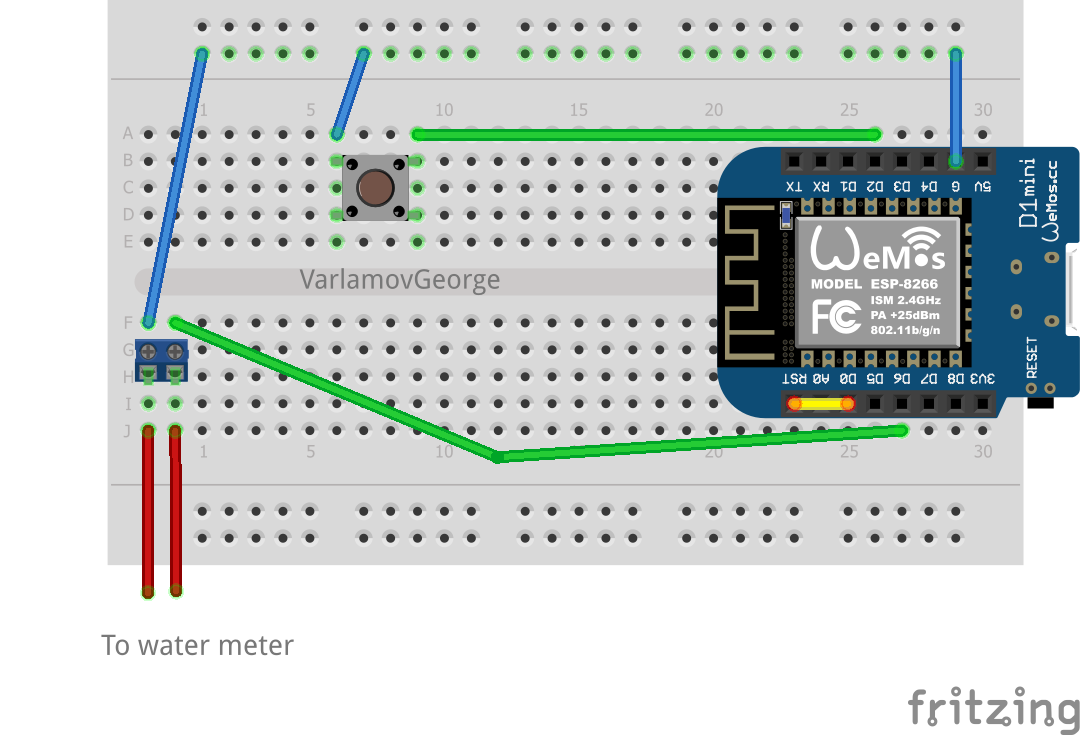 1 5 10 15 20 25 30
A
B
C
D
E
TX RX D1 D2 D3 D4 G 5V
D1 mini
WeMos.cc
WeMos
MODEL ESP-8266
FC
ISM 2.4GHz
PA +25dBm
802.11b/g/n
VarlamovGeorge
F
G
H
I
J
RST A0 D0 D5 D6 D7 D8 3V3
RESET
1 5 10 15 20 25 30
To water meter
fritzing